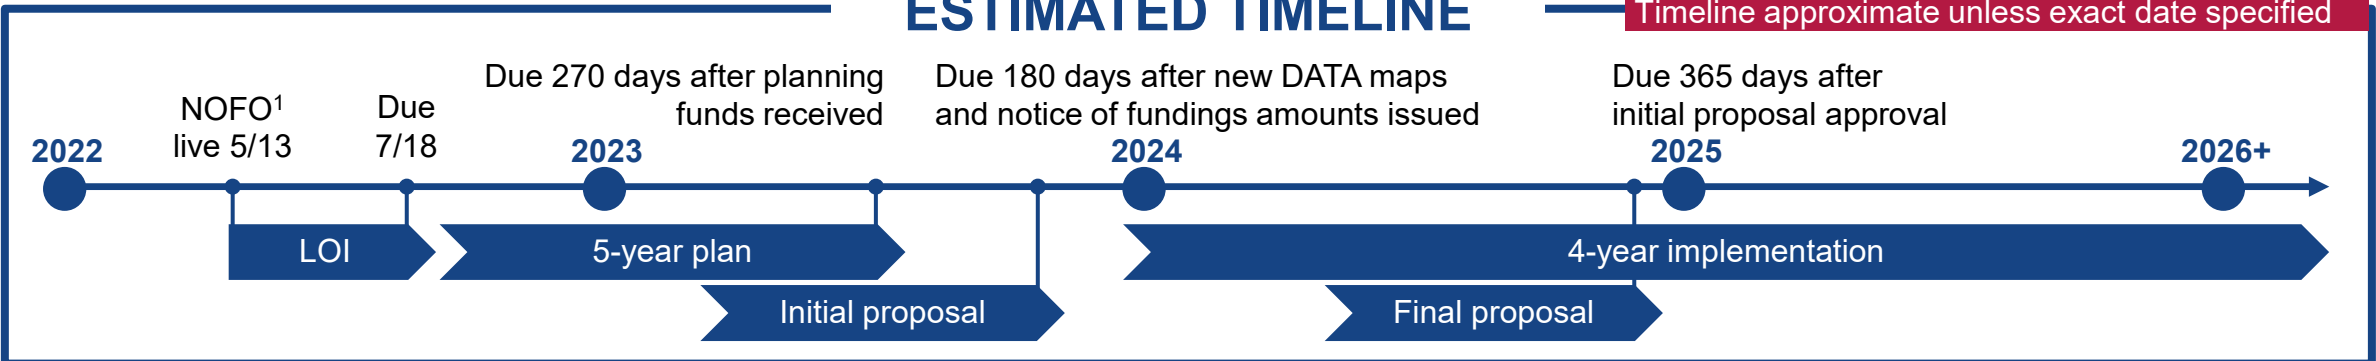 ESTIMATED TIMELINE
Timeline approximate unless exact date specified
NOFO¹
live 5/13
Due
7/18
Due 270 days after planning
funds received
Due 180 days after new DATA maps
and notice of fundings amounts issued
Due 365 days after
initial proposal approval
2022
2023
2024
2025
2026+
LOI
5-year plan
4-year implementation
Initial proposal
Final proposal